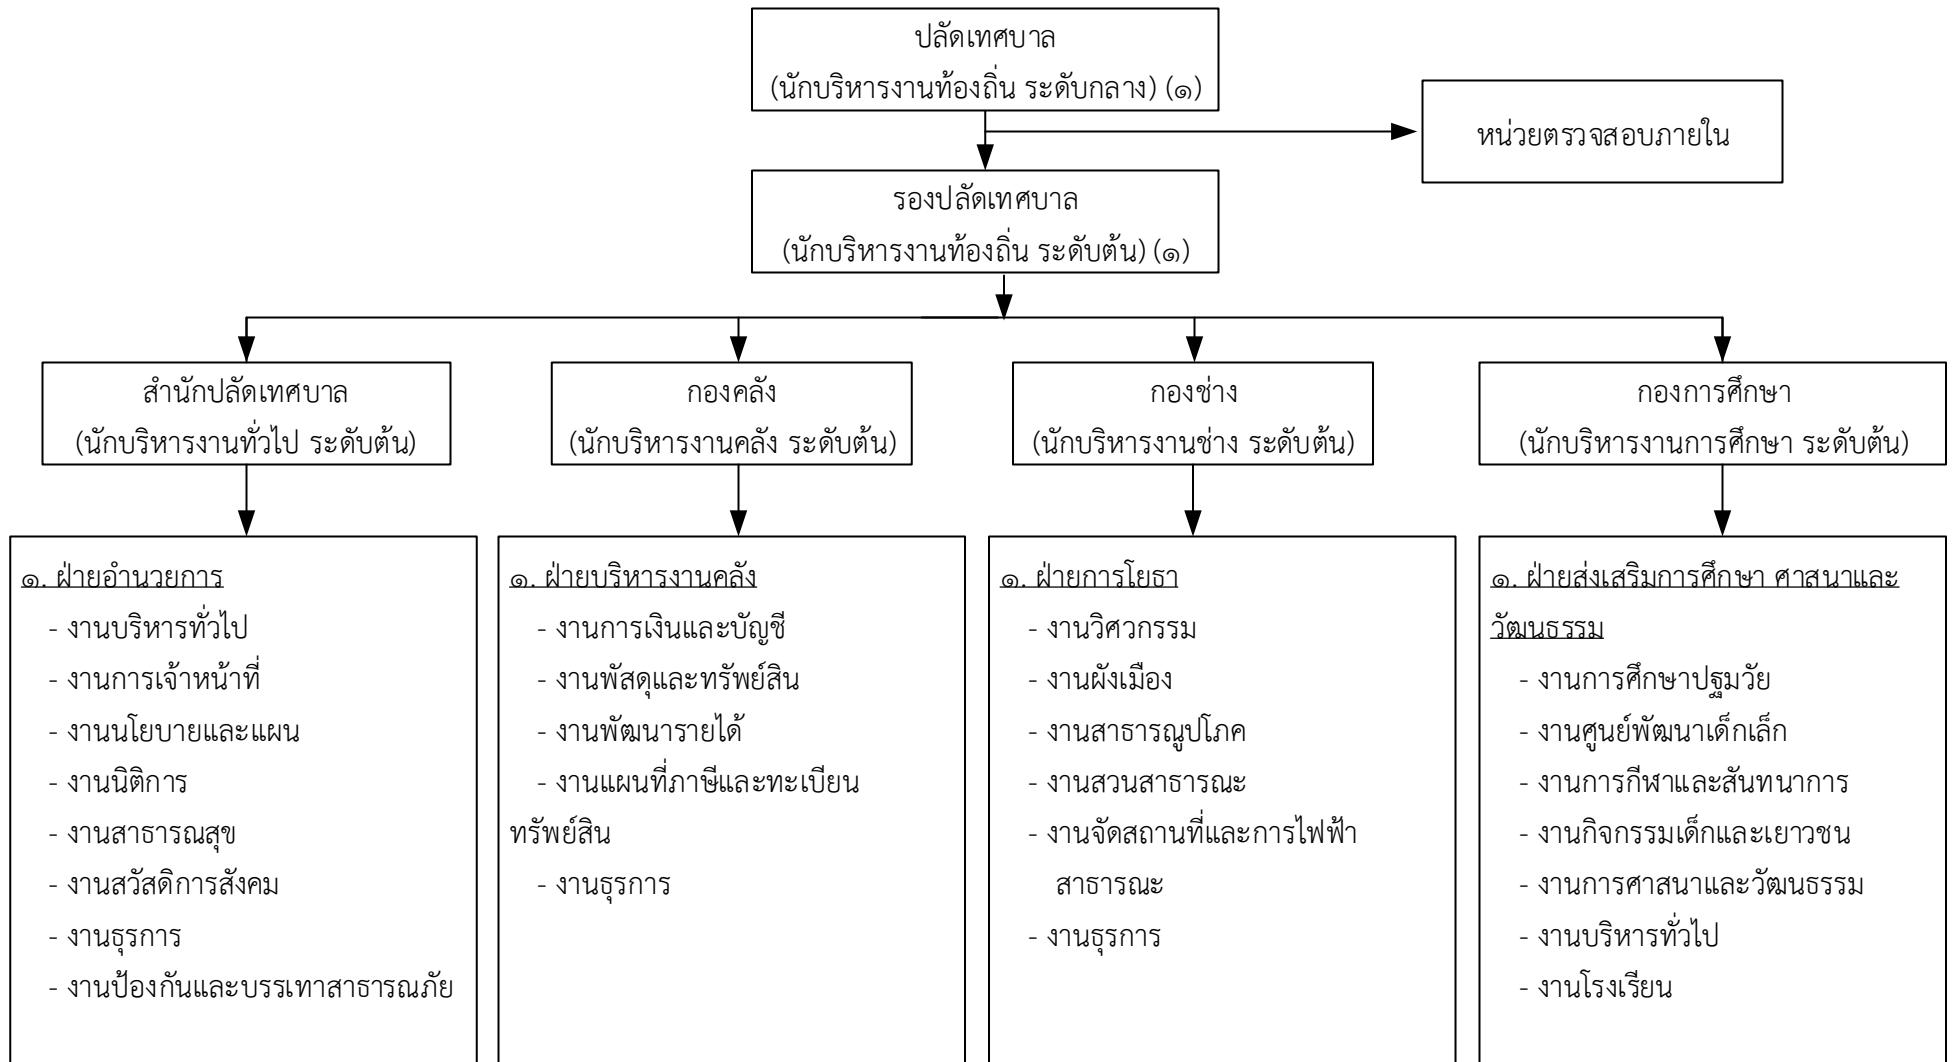 ปลัดเทศบาล
(นักบริหารงานท้องถิ่น ระดับกลาง) (๑)
หน่วยตรวจสอบภายใน
รองปลัดเทศบาล
(นักบริหารงานท้องถิ่น ระดับต้น) (๑)
สำนักปลัดเทศบาล
(นักบริหารงานทั่วไป ระดับต้น)
กองคลัง
(นักบริหารงานคลัง ระดับต้น)
กองช่าง
(นักบริหารงานช่าง ระดับต้น)
กองการศึกษา
(นักบริหารงานการศึกษา ระดับต้น)
๑. ฝ่ายอำนวยการ
- งานบริหารทั่วไป
- งานการเจ้าหน้าที่
- งานนโยบายและแผน
- งานนิติการ
- งานสาธารณสุข
- งานสวัสดิการสังคม
- งานธุรการ
- งานป้องกันและบรรเทาสาธารณภัย
๑. ฝ่ายบริหารงานคลัง
- งานการเงินและบัญชี
- งานพัสดุและทรัพย์สิน
- งานพัฒนารายได้
- งานแผนที่ภาษีและทะเบียน
ทรัพย์สิน
- งานธุรการ
๑. ฝ่ายการโยธา
- งานวิศวกรรม
- งานผังเมือง
- งานสาธารณูปโภค
- งานสวนสาธารณะ
- งานจัดสถานที่และการไฟฟ้า
สาธารณะ
- งานธุรการ
๑. ฝ่ายส่งเสริมการศึกษา ศาสนาและ
วัฒนธรรม
- งานการศึกษาปฐมวัย
- งานศูนย์พัฒนาเด็กเล็ก
- งานการกีฬาและสันทนาการ
- งานกิจกรรมเด็กและเยาวชน
- งานการศาสนาและวัฒนธรรม
- งานบริหารทั่วไป
- งานโรงเรียน